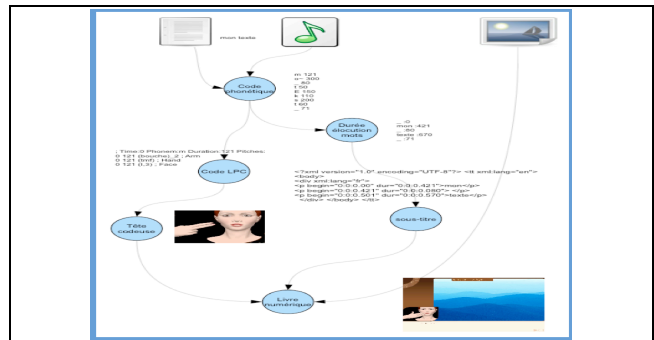 mon texte
Code
phonétique
m 121
o~ 300
_ 80
t 50
E 150
k 110
s 200
t 60
_ 71
Durée
élocution
mots
_ :0
mon :421
_ :80
texte :570
_ :71
; Time:0 Phonem:m Duration:121 Pitches:
0 121 (bouche)_2 ; Arm
0 121 ; Hand
0 121 ; Face
Code LPC
<?xml version="1.0" encoding="UTF-8"?> <tt xml:lang="en">
<body>
<div xml:lang="fr">
<p begin="0:0:0.00" dur="0:0:0.421">mon</p>
<p begin="0:0:0.421" dur="0:0:0.080"> </p>
<p begin="0:0:0.501" dur="0:0:0.570">texte</p>
</div> </body> </tt>
Tête
codeuse
sous-titre
Livre
numérique